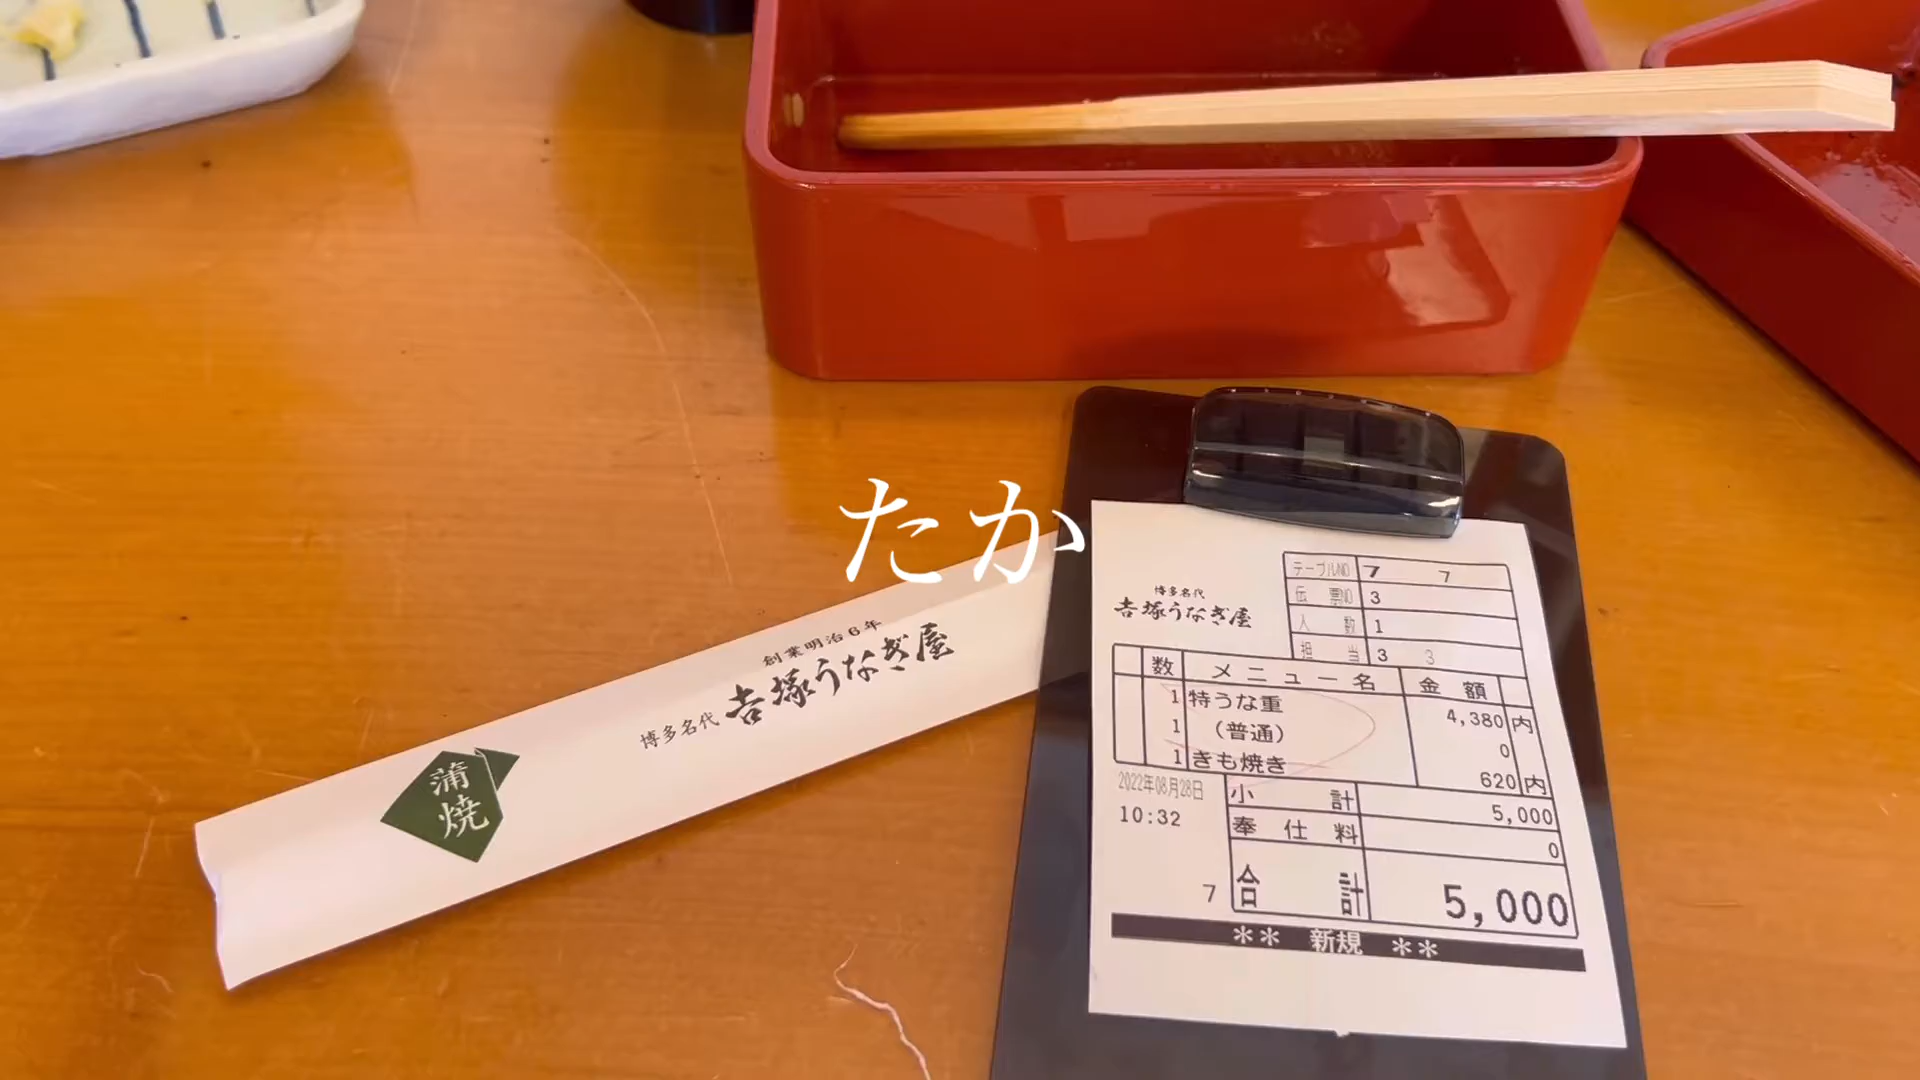 たか
創業明治6年
博多名代 吉塚うなぎ屋
蒲焼
博多名代
吉塚うなぎ屋
テーブルNO 7 7
伝票NO 3
人数 1
担当 3 3
数 メニュー名 金額
1 特うな重 4,380 内
1 (普通) 0
1 きも焼き 620 内
2022年08月28日
10:32
小計 5,000
奉仕料 0
7 合計 5,000
** 新規 **